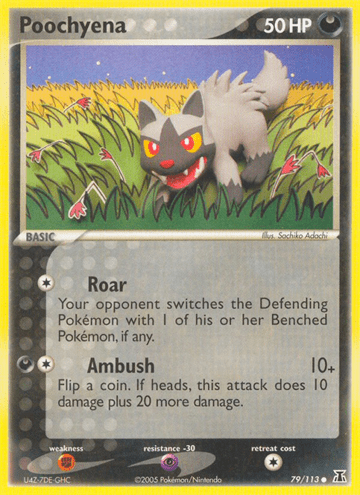 Poochyena 50 HP
BASIC
Illus. Sachiko Adachi
Roar
Your opponent switches the Defending
Pokémon with 1 of his or her Benched
Pokémon, if any.
Ambush 10+
Flip a coin. If heads, this attack does 10
damage plus 20 more damage.
weakness resistance -30 retreat cost
U4Z-7DE-GHC ©2005 Pokémon/Nintendo 79/113